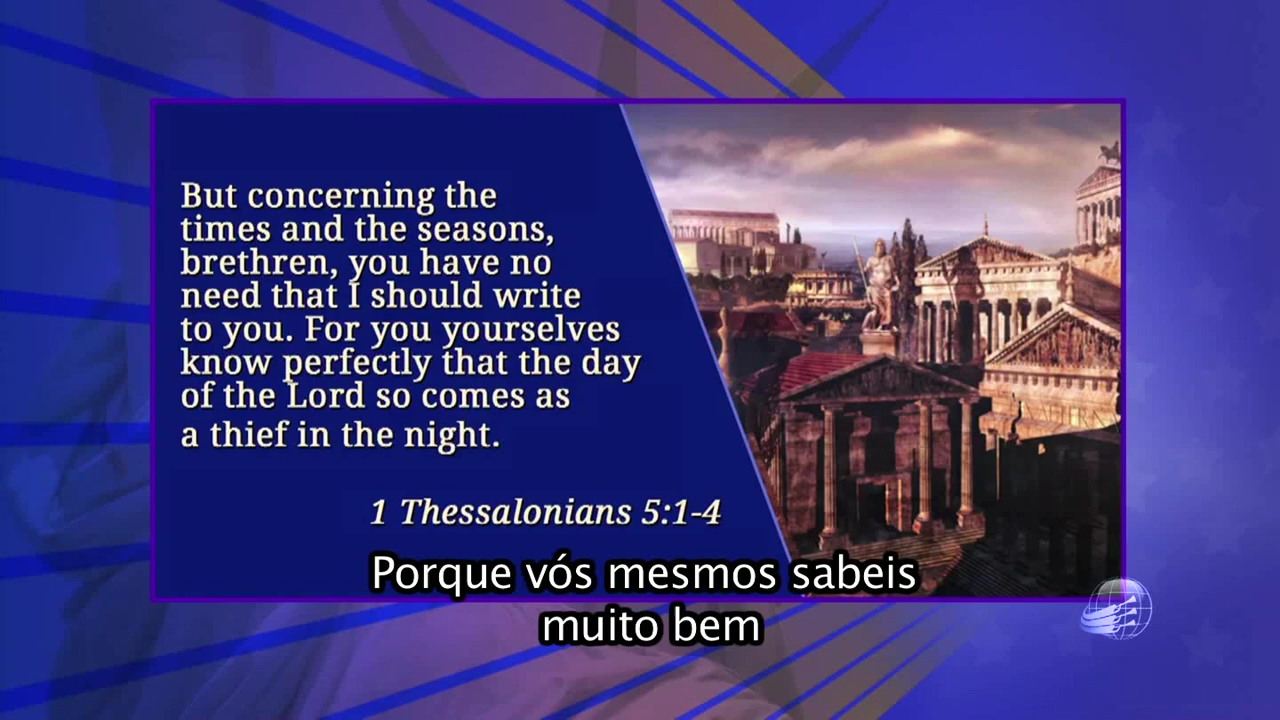 But concerning the
times and the seasons,
brethren, you have no
need that I should write
to you. For you yourselves
know perfectly that the day
of the Lord so comes as
a thief in the night.
1 Thessalonians 5:1-4
Porque vós mesmos sabeis
muito bem